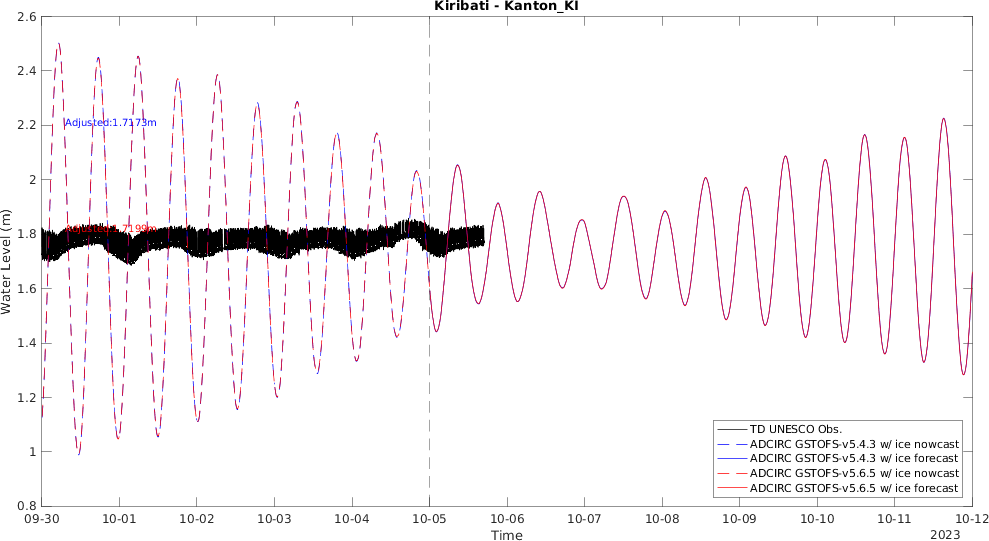 Kiribati - Kanton_KI
Water Level (m)
2.6
2.4
2.2
2
1.8
1.6
1.4
1.2
1
0.8
Adjusted:1.7173m
TD UNESCO Obs.
ADCIRC GSTOFS-v5.4.3 w/ ice nowcast
ADCIRC GSTOFS-v5.4.3 w/ ice forecast
ADCIRC GSTOFS-v5.6.5 w/ ice nowcast
ADCIRC GSTOFS-v5.6.5 w/ ice forecast
09-30 10-01 10-02 10-03 10-04 10-05 10-06 10-07 10-08 10-09 10-10 10-11 10-12
Time
2023